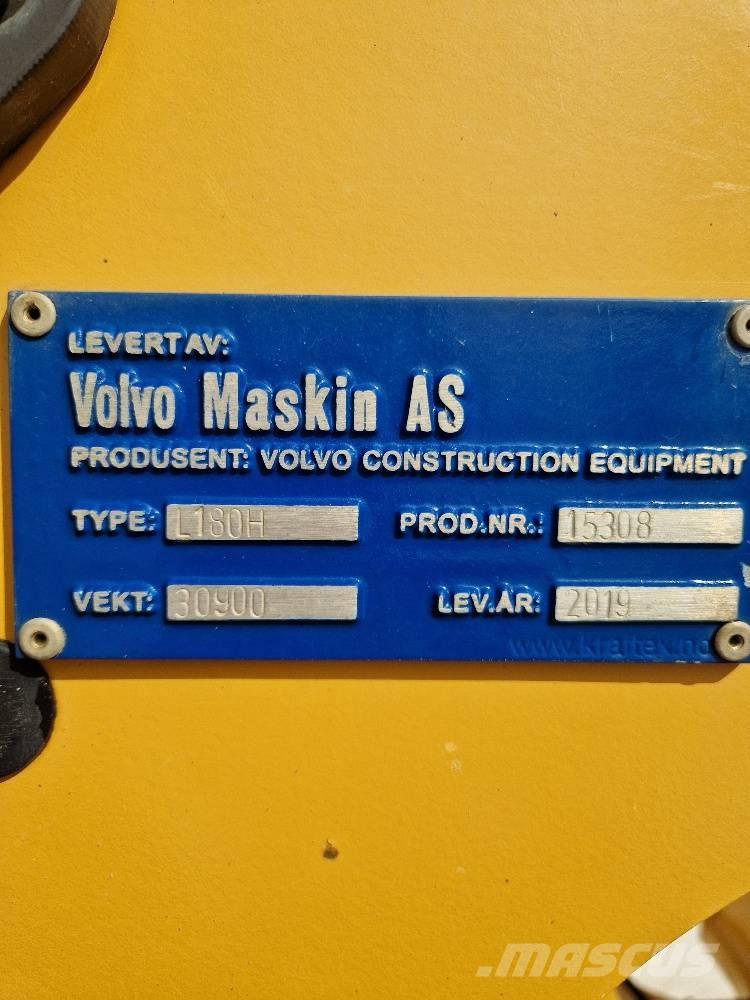 LEVERT AV:
Volvo Maskin AS
PRODUSENT: VOLVO CONSTRUCTION EQUIPMENT
TYPE: L180H PROD.NR.: 15308
VEKT: 30900 LEV.ÅR: 2019
MASCUS